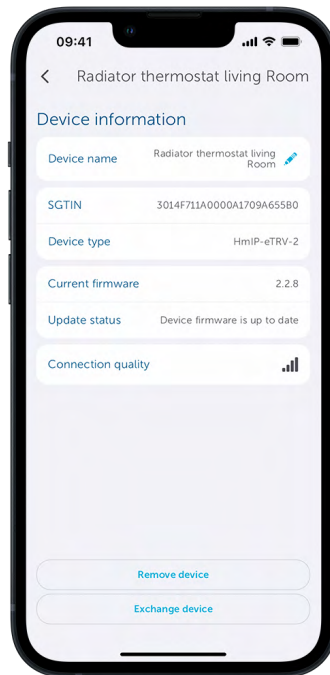 09:41
Radiator thermostat living Room
Device information
Device name
Radiator thermostat living
Room
SGTIN
3014F711A0000A1709A655B0
Device type
HmIP-eTRV-2
Current firmware
2.2.8
Update status
Device firmware is up to date
Connection quality
Remove device
Exchange device